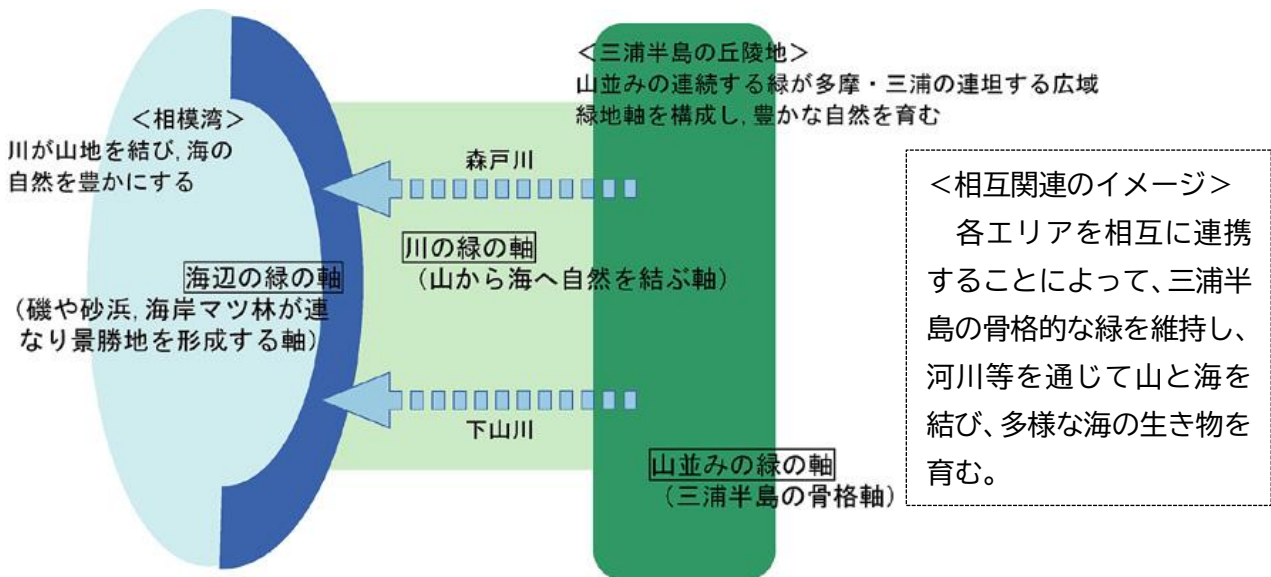 ＜三浦半島の丘陵地＞
山並みの連続する緑が多摩・三浦の連坦する広域
緑地軸を構成し,豊かな自然を育む
＜相模湾＞
川が山地を結び,海の
自然を豊かにする
森戸川
川の緑の軸
（山から海へ自然を結ぶ軸）
海辺の緑の軸
（磯や砂浜,海岸マツ林が連
なり景勝地を形成する軸）
下山川
山並みの緑の軸
（三浦半島の骨格軸）
＜相互関連のイメージ＞
各エリアを相互に連携
することによって、三浦半
島の骨格的な緑を維持し、
河川等を通じて山と海を
結び、多様な海の生き物を
育む。